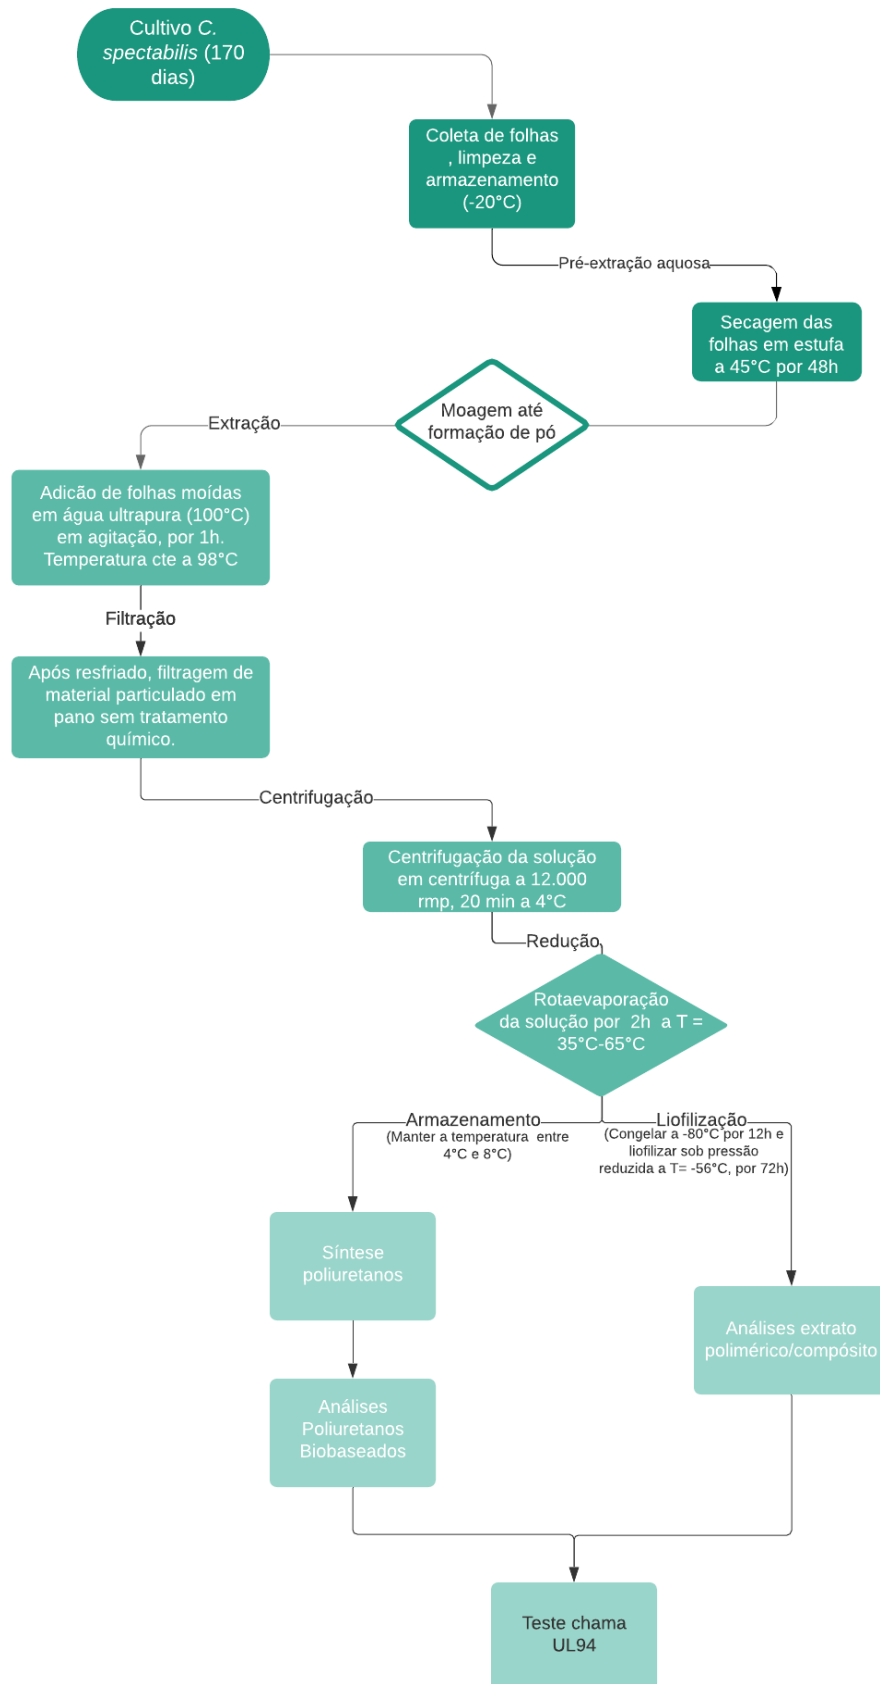 Cultivo C.
spectabilis (170
dias)
Coleta de folhas
, limpeza e
armazenamento
(-20°C)
Pré-extração aquosa
Secagem das
folhas em estufa
a 45°C por 48h
Moagem até
formação de pó
Extração
Adicão de folhas moídas
em água ultrapura (100°C)
em agitação, por 1h.
Temperatura cte a 98°C
Filtração
Após resfriado, filtragem de
material particulado em
pano sem tratamento
químico.
Centrifugação
Centrifugação da solução
em centrífuga a 12.000
rmp, 20 min a 4°C
Redução
Rotaevaporação
da solução por 2h a T =
35°C-65°C
Armazenamento
(Manter a temperatura entre
4°C e 8°C)
Liofilização
(Congelar a -80°C por 12h e
liofilizar sob pressão
reduzida a T= -56°C, por 72h)
Síntese
poliuretanos
Análises extrato
polimérico/compósito
Análises
Poliuretanos
Biobaseados
Teste chama
UL94